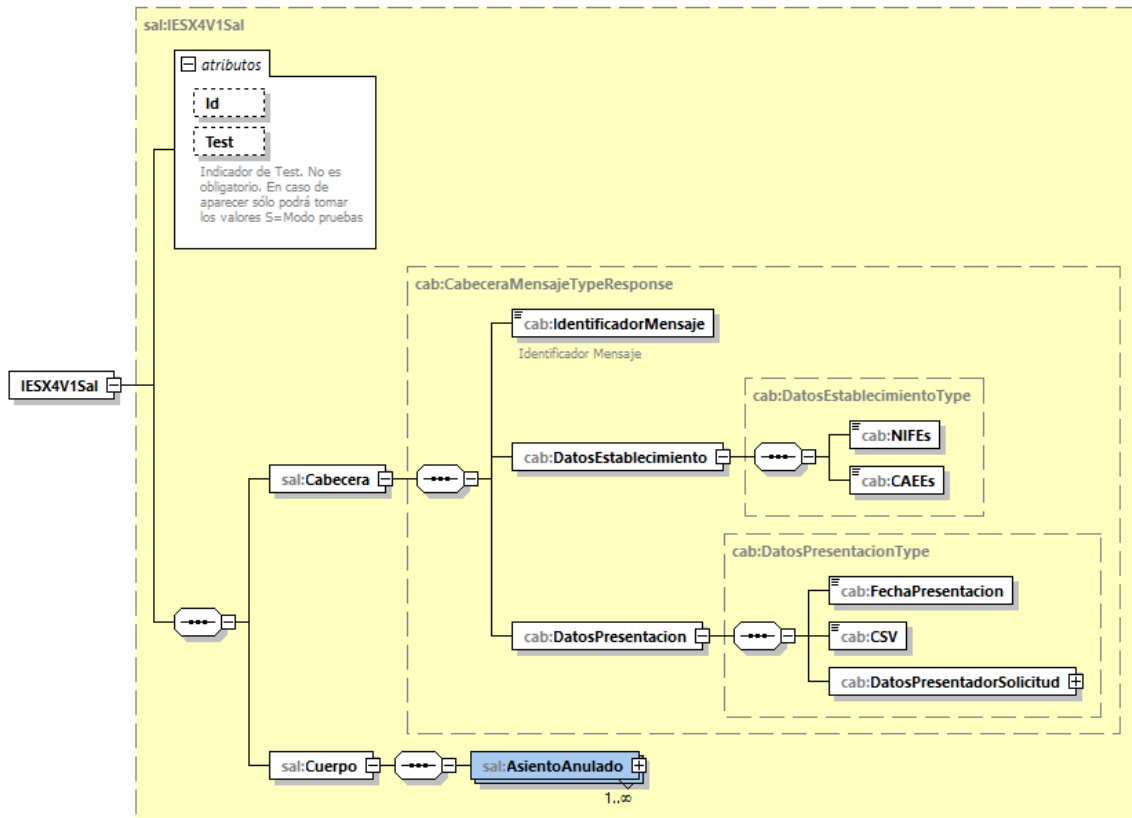 sal:IESX4V1Sal
atributos
Id
Test
Indicador de Test. No es
obligatorio. En caso de
aparecer sólo podrá tomar
los valores S=Modo pruebas
cab:CabeceraMensajeTypeResponse
cab:IdentificadorMensaje
Identificador Mensaje
IESX4V1Sal
cab:DatosEstablecimientoType
cab:NIFEs
cab:DatosEstablecimiento
sal:Cabecera
cab:CAEEs
cab:DatosPresentacionType
cab:FechaPresentacion
cab:DatosPresentacion
cab:CSV
cab:DatosPresentadorSolicitud
sal:Cuerpo
sal:AsientoAnulado
1..∞